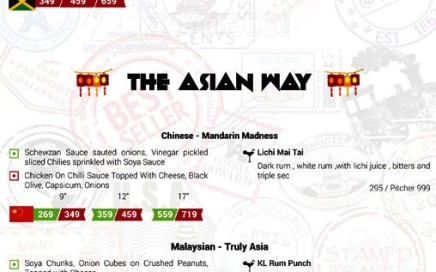 349 459 659
THE ASIAN WAY
Chinese - Mandarin Madness
Schewzan Sauce sauted onions, Vinegar pickled
sliced Chilies sprinkled with Soya Sauce
Chicken On Chilli Sauce Topped With Cheese, Black
Olive, Capsicum, Onions
9" 12" 17"
269 349 359 459 559 719
Lichi Mai Tai
Dark rum , white rum ,with lichi juice , bitters and
triple sec
295 / Pitcher 999
Malaysian - Truly Asia
Soya Chunks, Onion Cubes on Crushed Peanuts,
Topped with Cheese
KL Rum Punch